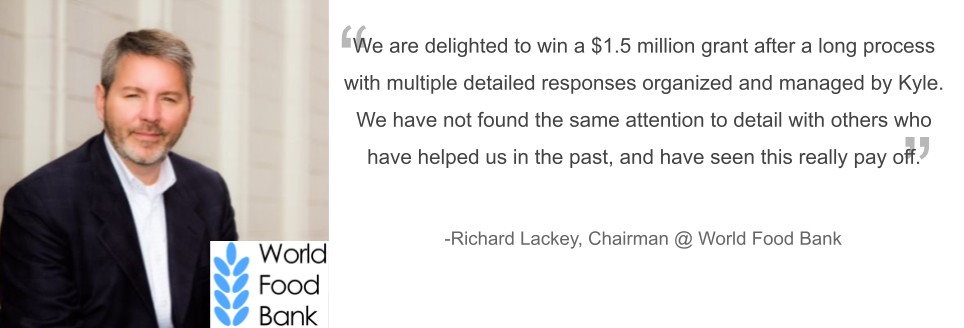 “We are delighted to win a $1.5 million grant after a long process
with multiple detailed responses organized and managed by Kyle.
We have not found the same attention to detail with others who
have helped us in the past, and have seen this really pay off.”
-Richard Lackey, Chairman @ World Food Bank
World
Food
Bank